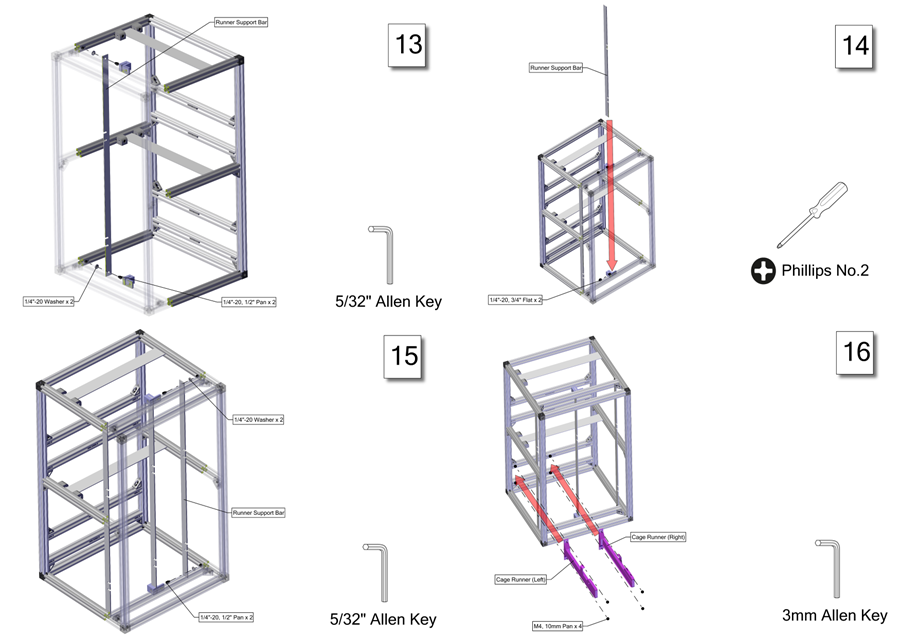 Runner Support Bar
13
1/4"-20 Washer x 2
1/4"-20, 1/2" Pan x 2
5/32" Allen Key
14
Runner Support Bar
1/4"-20, 3/4" Flat x 2
Phillips No.2
15
1/4"-20 Washer x 2
Runner Support Bar
1/4"-20, 1/2" Pan x 2
5/32" Allen Key
16
Cage Runner (Right)
Cage Runner (Left)
M4, 10mm Pan x 4
3mm Allen Key